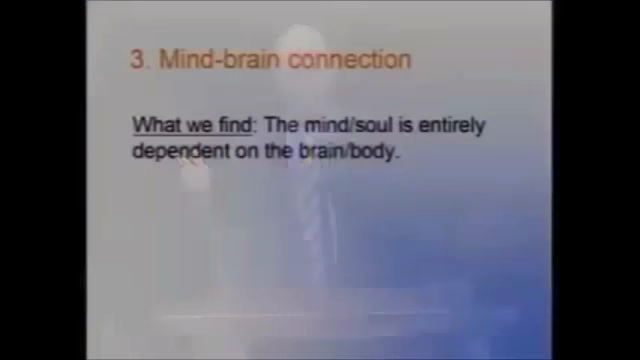 3. Mind-brain connection
What we find: The mind/soul is entirely
dependent on the brain/body.